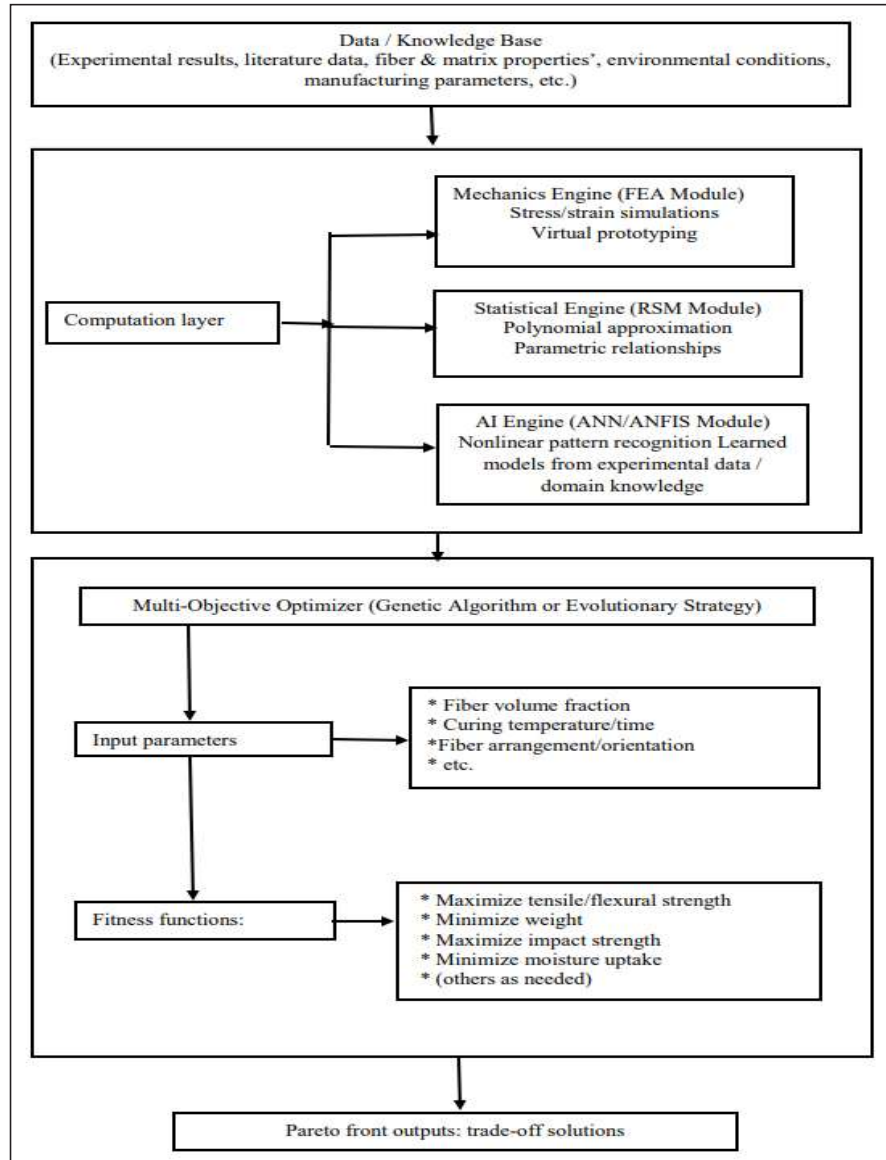 Data / Knowledge Base
(Experimental results, literature data, fiber & matrix properties’, environmental conditions,
manufacturing parameters, etc.)
Mechanics Engine (FEA Module)
Stress/strain simulations
Virtual prototyping
Computation layer
Statistical Engine (RSM Module)
Polynomial approximation
Parametric relationships
AI Engine (ANN/ANFIS Module)
Nonlinear pattern recognition Learned
models from experimental data /
domain knowledge
Multi-Objective Optimizer (Genetic Algorithm or Evolutionary Strategy)
Input parameters
* Fiber volume fraction
* Curing temperature/time
*Fiber arrangement/orientation
* etc.
Fitness functions:
* Maximize tensile/flexural strength
* Minimize weight
* Maximize impact strength
* Minimize moisture uptake
* (others as needed)
Pareto front outputs: trade-off solutions